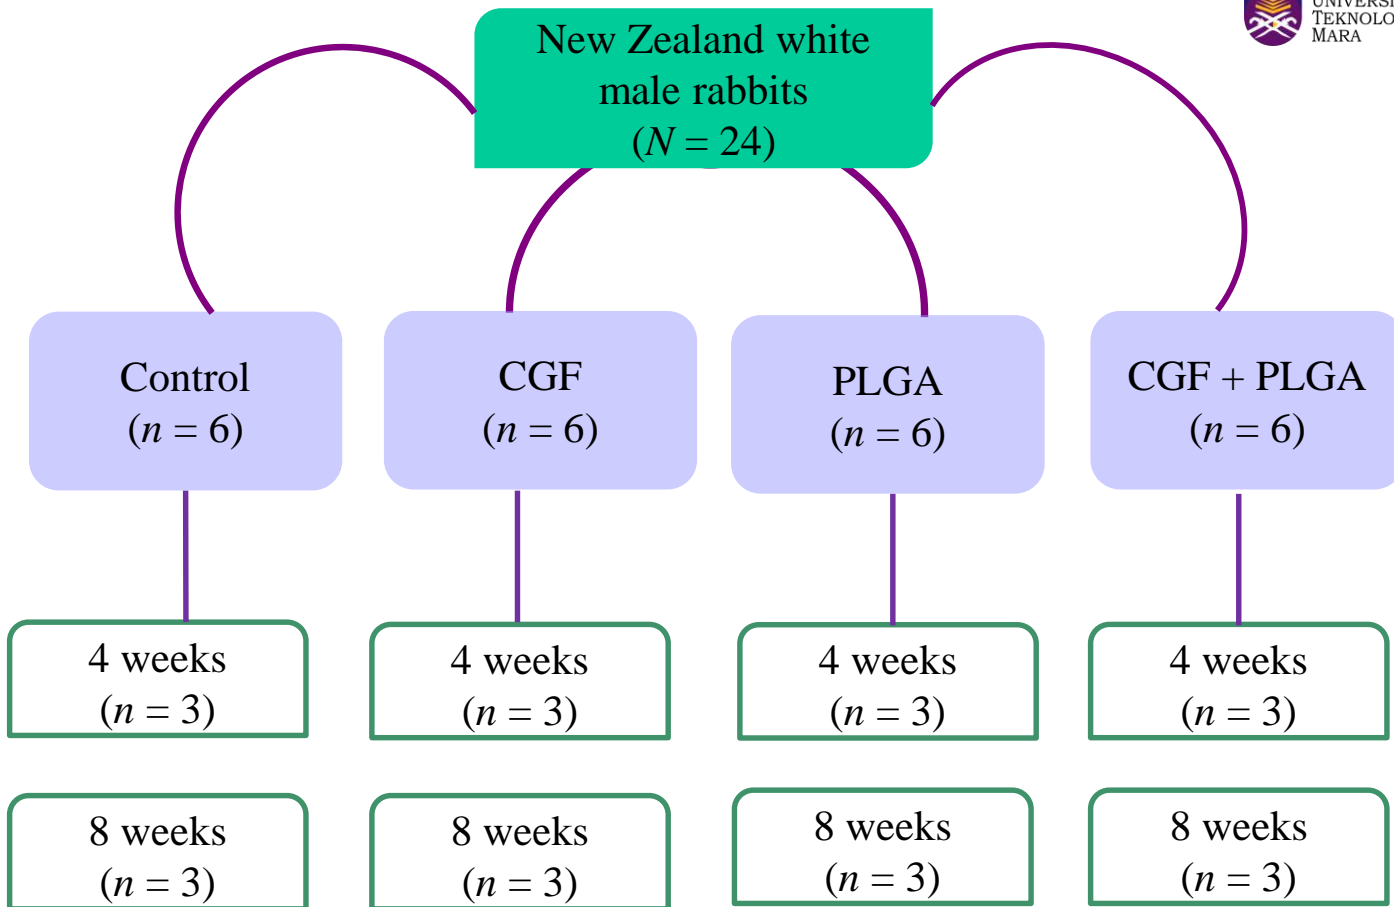 UNIVERSI
TEKNOLO
MARA
New Zealand white
male rabbits
(N = 24)
Control
(n = 6)
CGF
(n = 6)
PLGA
(n = 6)
CGF + PLGA
(n = 6)
4 weeks
(n = 3)
4 weeks
(n = 3)
4 weeks
(n = 3)
4 weeks
(n = 3)
8 weeks
(n = 3)
8 weeks
(n = 3)
8 weeks
(n = 3)
8 weeks
(n = 3)